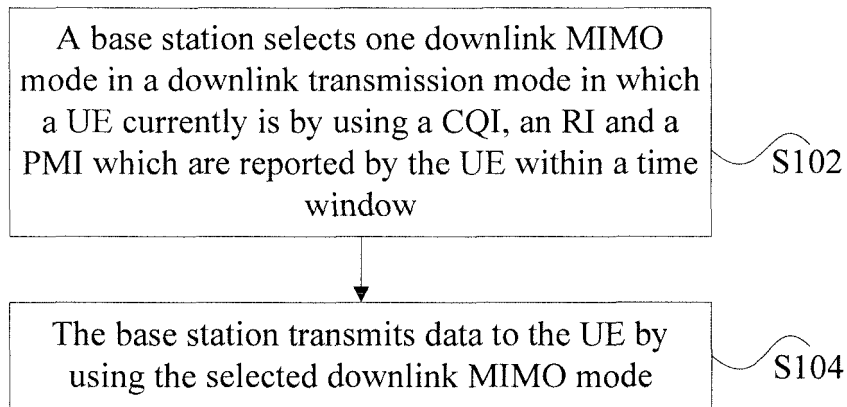 A base station selects one downlink MIMO
mode in a downlink transmission mode in which
a UE currently is by using a CQI, an RI and a
PMI which are reported by the UE within a time
window
S102
The base station transmits data to the UE by
using the selected downlink MIMO mode
S104